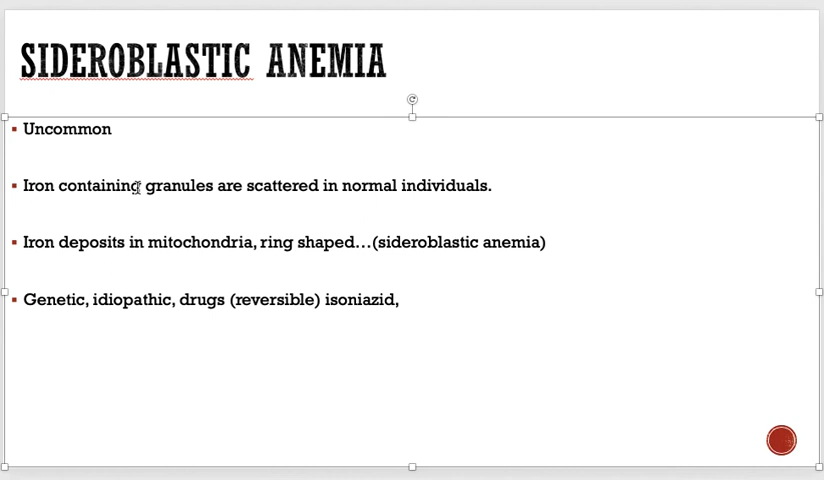 SIDEROBLASTIC ANEMIA
Uncommon
Iron containing granules are scattered in normal individuals.
Iron deposits in mitochondria, ring shaped...(sideroblastic anemia)
Genetic, idiopathic, drugs (reversible) isoniazid,